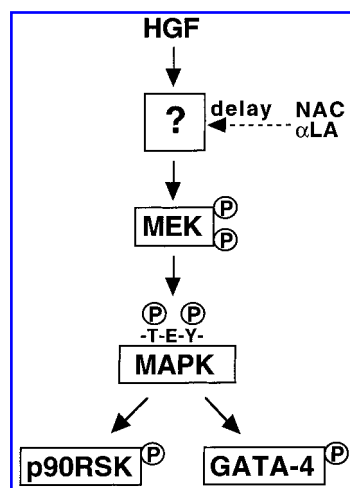 HGF
? delay NAC
αLA
MEK P
P
P P
-T-E-Y-
MAPK
p90RSK P GATA-4 P